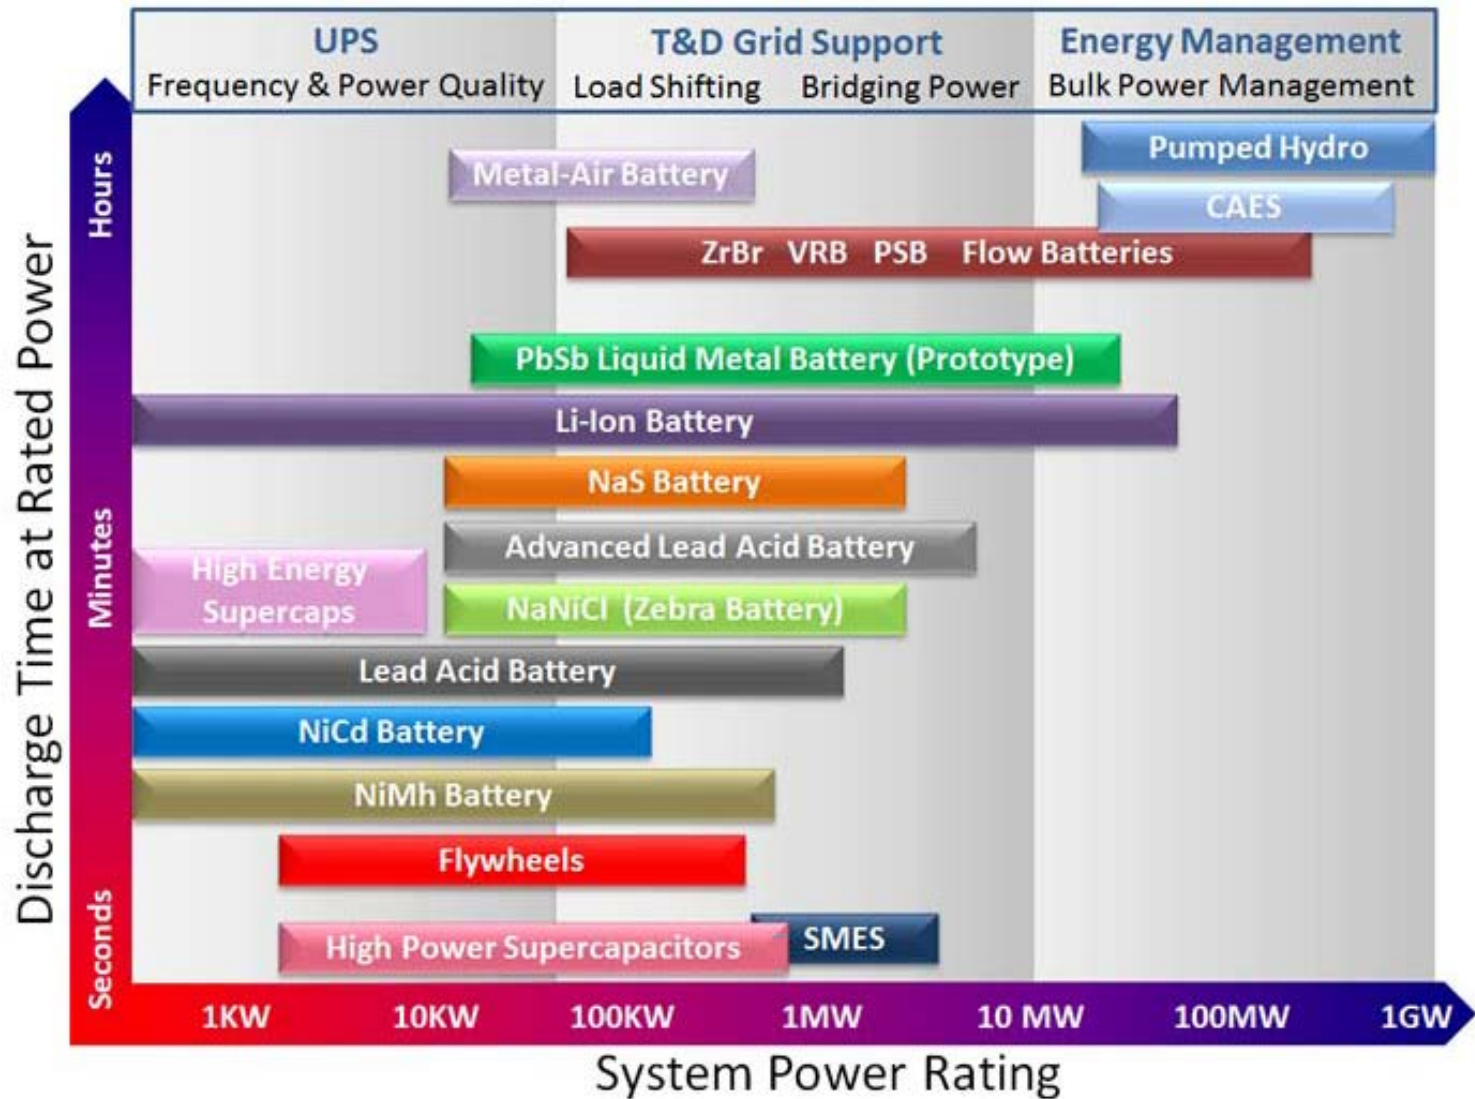 UPS
T&D Grid Support
Energy Management
Frequency & Power Quality
Load Shifting
Bridging Power
Bulk Power Management
Discharge Time at Rated Power
Hours
Minutes
Seconds
Pumped Hydro
Metal-Air Battery
CAES
ZrBr VRB PSB Flow Batteries
PbSb Liquid Metal Battery (Prototype)
Li-Ion Battery
NaS Battery
Advanced Lead Acid Battery
High Energy
Supercaps
NaNiCl (Zebra Battery)
Lead Acid Battery
NiCd Battery
NiMh Battery
Flywheels
High Power Supercapacitors
SMES
1KW
10KW
100KW
1MW
10 MW
100MW
1GW
System Power Rating